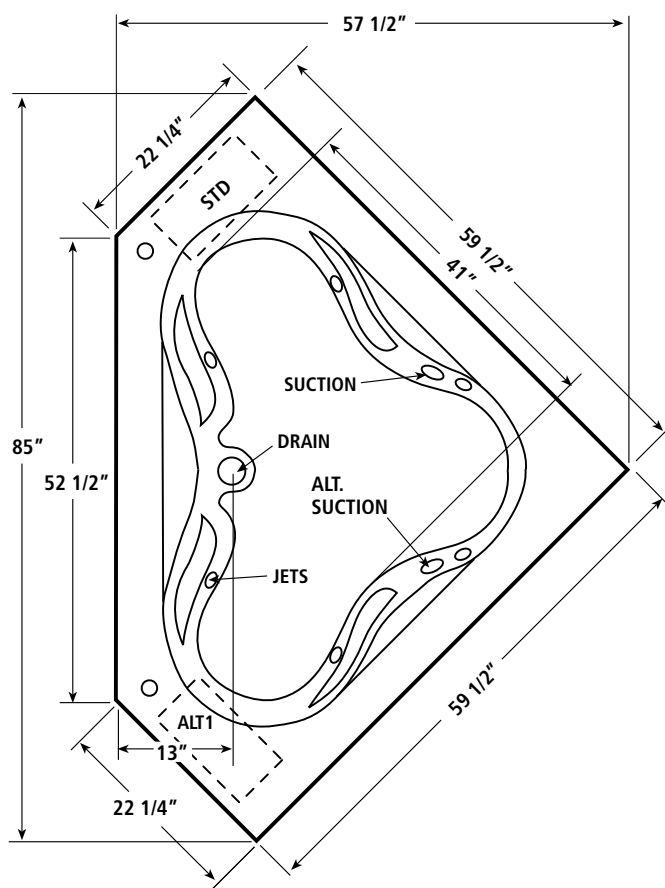 57 1/2”
22 1/4”
STD
59 1/2”
41”
SUCTION
85”
DRAIN
52 1/2”
ALT.
SUCTION
JETS
59 1/2”
ALT1
13”
22 1/4”